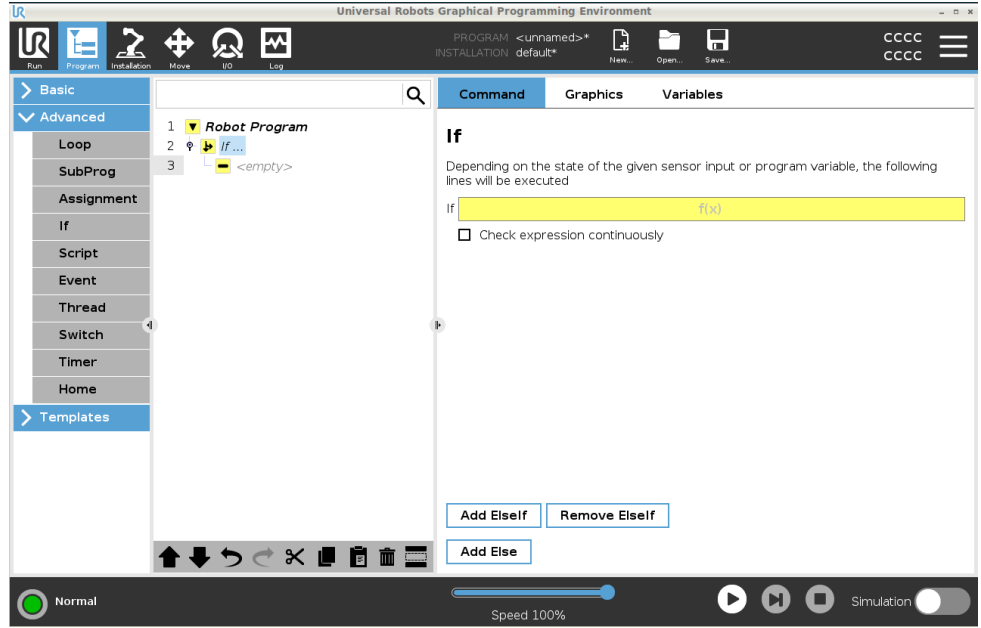 UR
Universal Robots Graphical Programming Environment
UR
Run
Program
Installation
Move
I/O
Log
PROGRAM <unnamed>*
INSTALLATION default*
New...
Open...
Save...
CCCC
CCCC
Basic
Advanced
Loop
SubProg
Assignment
If
Script
Event
Thread
Switch
Timer
Home
Templates
1 Robot Program
2 If ...
3 <empty>
Command
Graphics
Variables
If
Depending on the state of the given sensor input or program variable, the following
lines will be executed
If f(x)
Check expression continuously
Add ElseIf
Remove ElseIf
Add Else
Normal
Speed 100%
Simulation